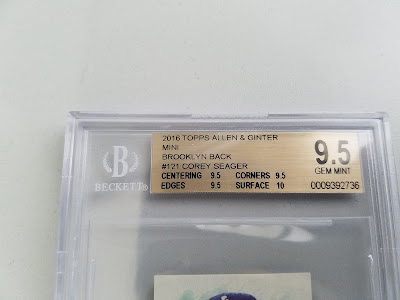 2016 TOPPS ALLEN & GINTER
MINI
BROOKLYN BACK
#121 COREY SEAGER
CENTERING 9.5 CORNERS 9.5
EDGES 9.5 SURFACE 10
9.5
GEM MINT
0009392736
B
BECKETT®